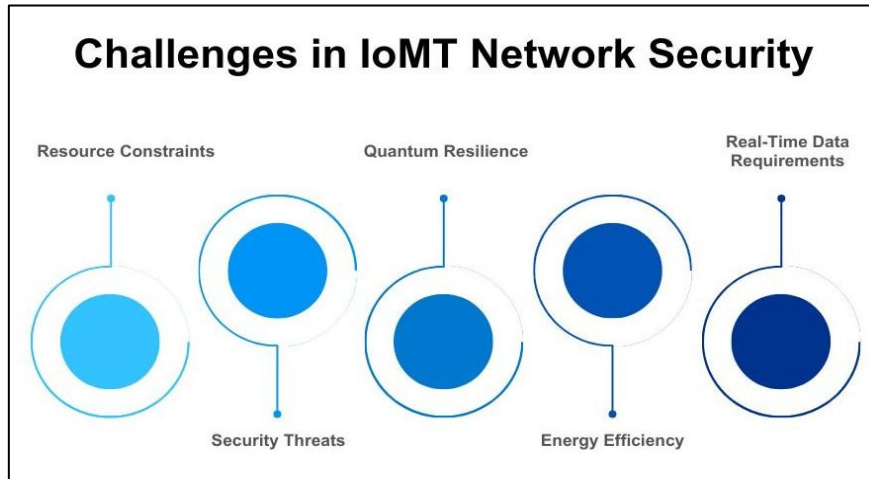 Challenges in IoMT Network Security
Resource Constraints
Security Threats
Quantum Resilience
Energy Efficiency
Real-Time Data
Requirements